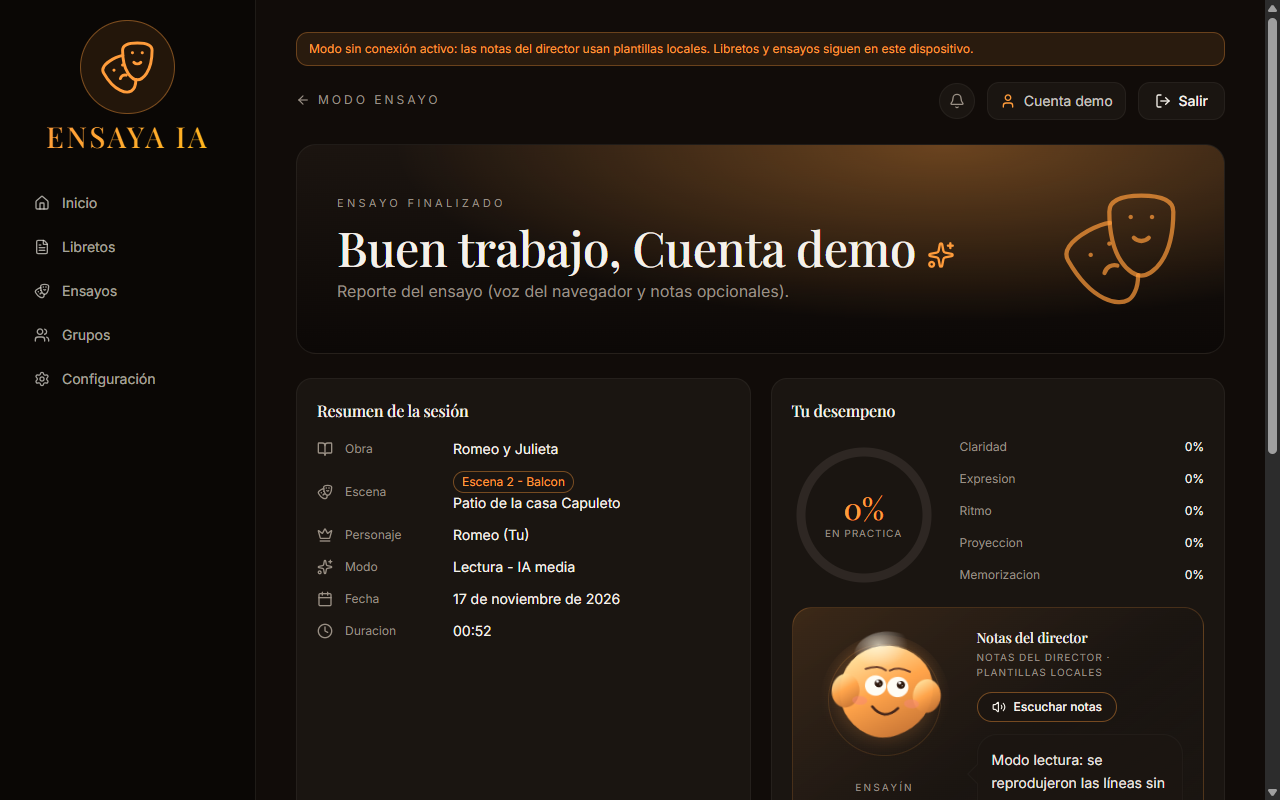 ENSAYA IA
Inicio
Libretos
Ensayos
Grupos
Configuración
Modo sin conexión activo: las notas del director usan plantillas locales. Libretos y ensayos siguen en este dispositivo.
MODO ENSAYO
Cuenta demo
Salir
ENSAYO FINALIZADO
Buen trabajo, Cuenta demo
Reporte del ensayo (voz del navegador y notas opcionales).
Resumen de la sesión
Obra Romeo y Julieta
Escena Escena 2 - Balcon
Patio de la casa Capuleto
Personaje Romeo (Tu)
Modo Lectura - IA media
Fecha 17 de noviembre de 2026
Duracion 00:52
Tu desempeno
0%
EN PRACTICA
Claridad 0%
Expresion 0%
Ritmo 0%
Proyeccion 0%
Memorizacion 0%
ENSAYÍN
Notas del director
NOTAS DEL DIRECTOR ·
PLANTILLAS LOCALES
Escuchar notas
Modo lectura: se
reprodujeron las líneas sin